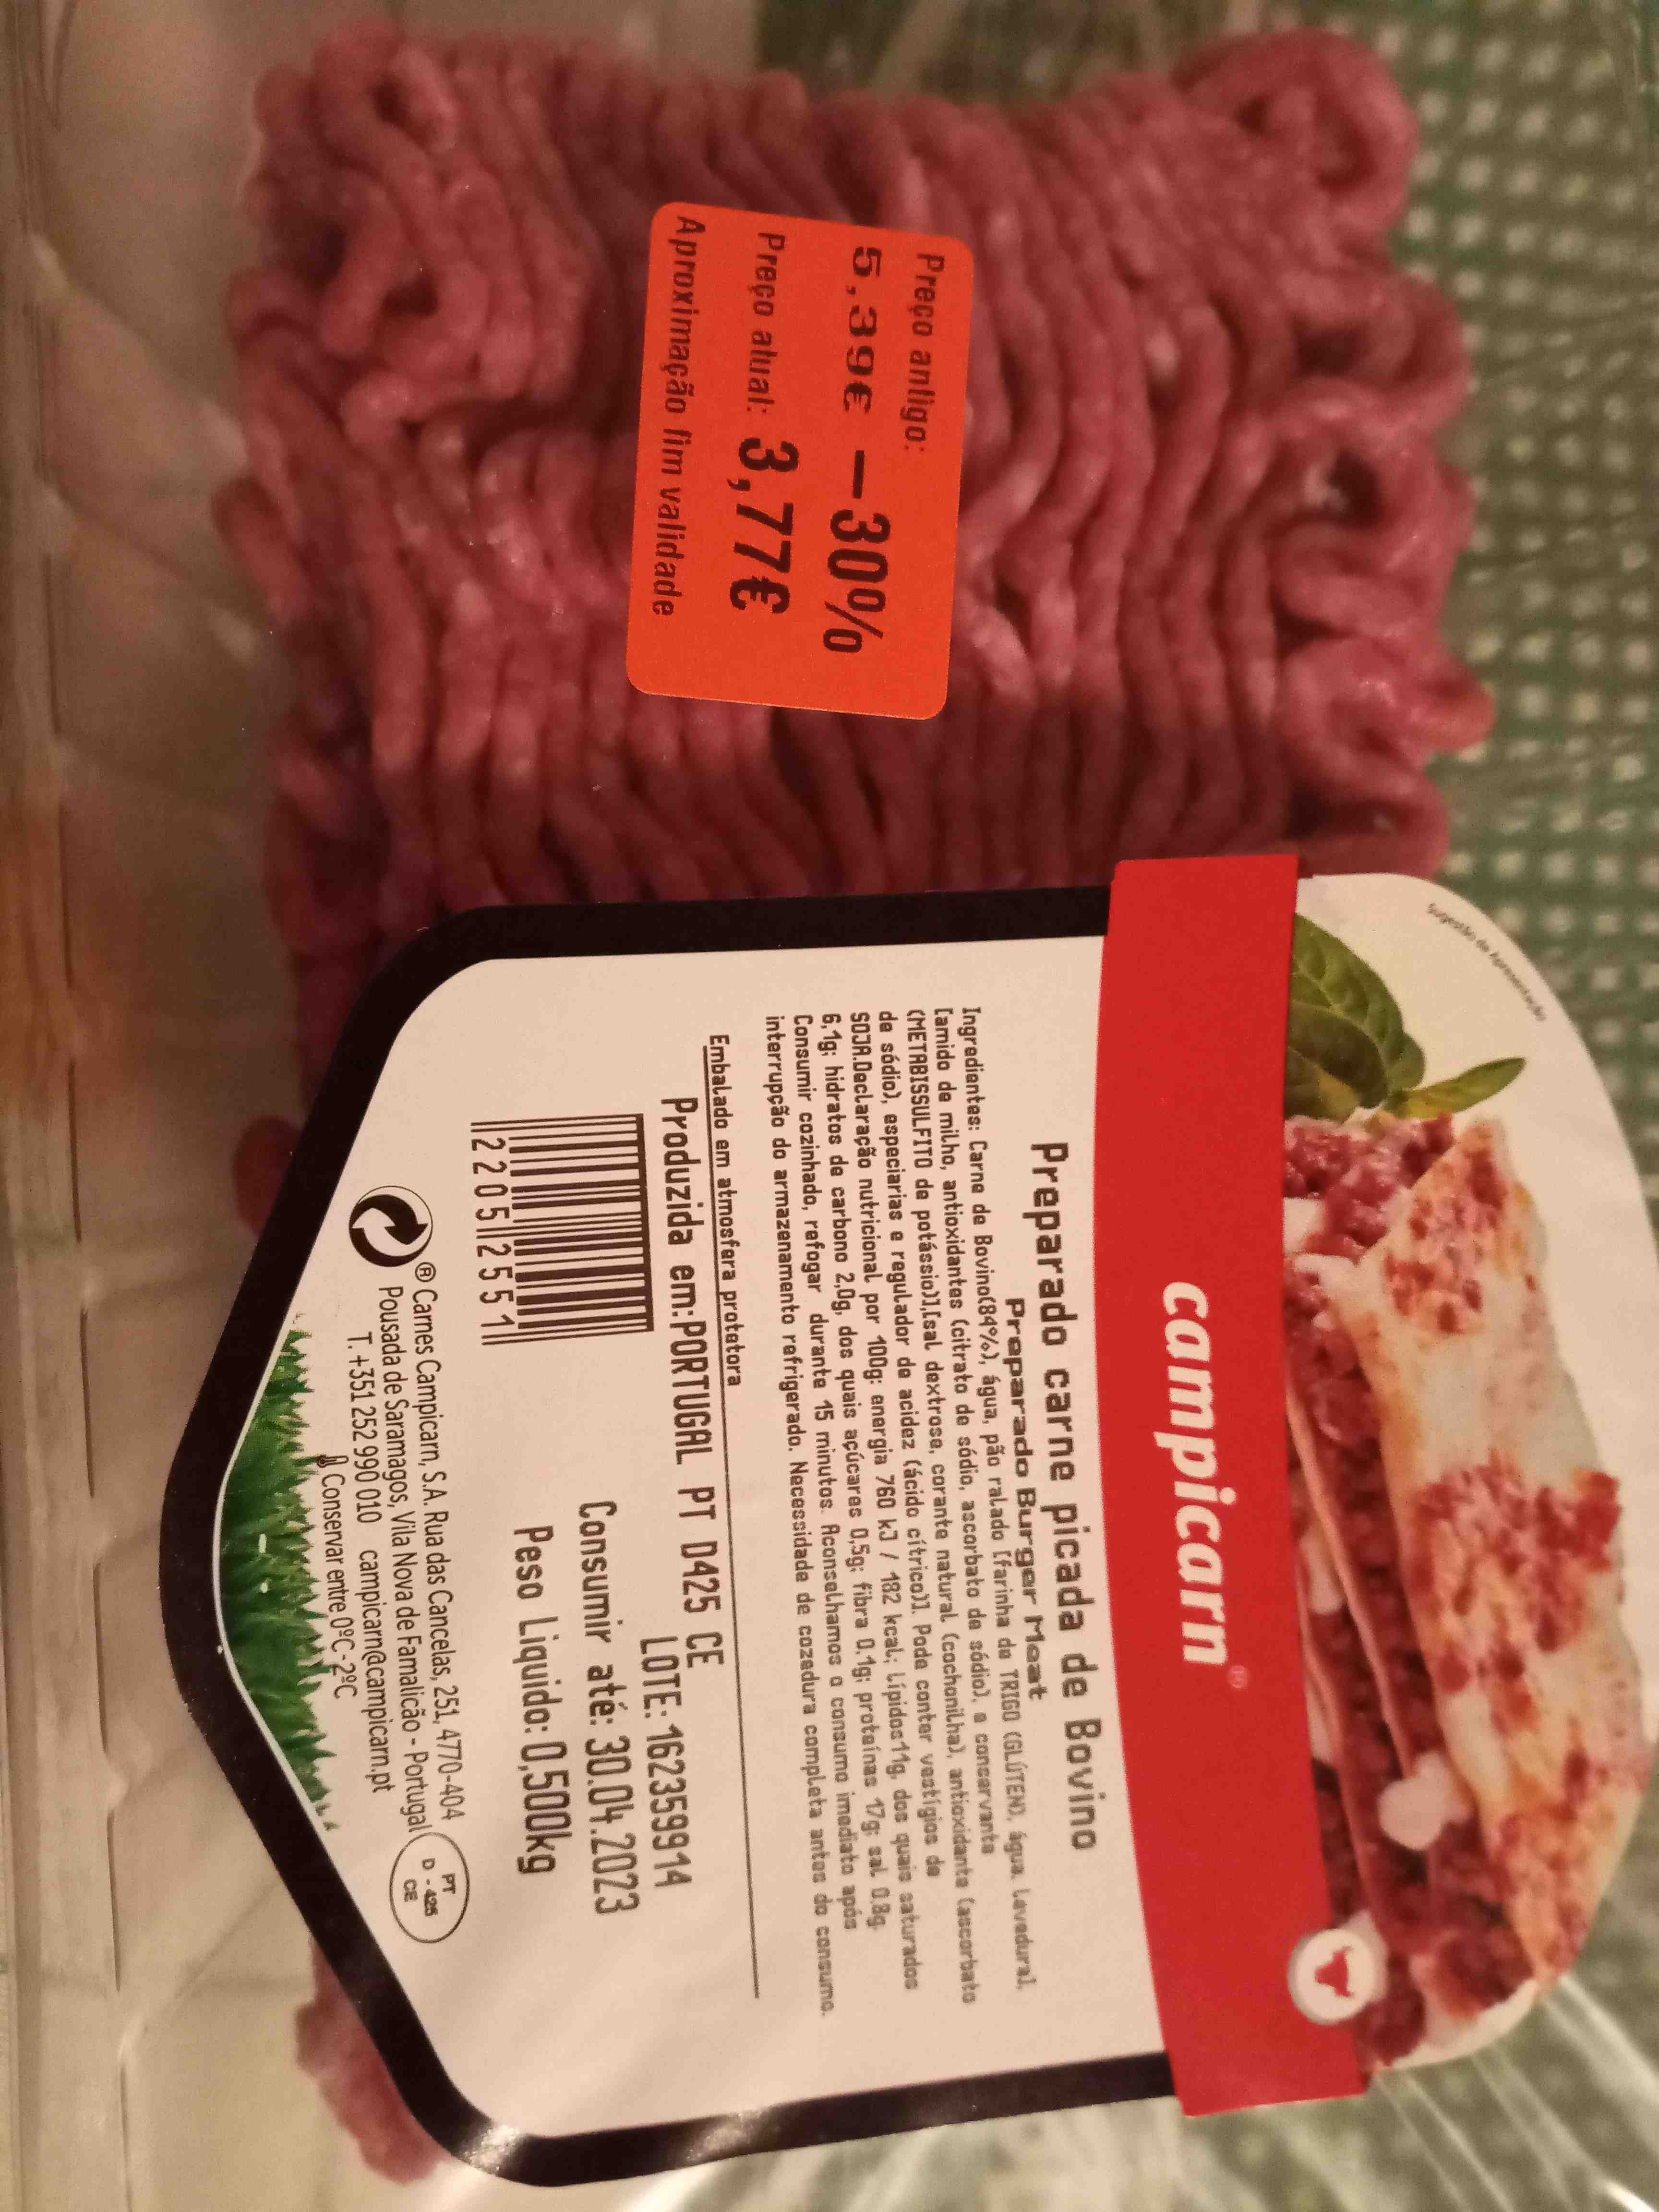 Sugestão de Apresentação
campicarn®
Preparado carne picada de Bovino
Preparado Burger Meat
Ingredientes: Carne de Bovino(84%), água, pão ralado [farinha de TRIGO (GLÚTEN), água, levedura],
[amido de milho, antioxidantes (citrato de sódio, ascorbato de sódio), e conservante
(METABISSULFITO de potássio)],[sal dextrose, corante natural (cochonilha), antioxidante (ascorbato
de sódio), especiarias e regulador de acidez (ácido cítrico)]. Pode conter vestígios de
SOJA.Declaração nutricional por 100g: energia 760 kJ / 182 kcal; Lípidos11g, dos quais saturados
6,1g; hidratos de carbono 2,0g, dos quais açúcares 0,5g; fibra 0.1g; proteínas 17g; sal 0.8g.
Consumir cozinhado, refogar durante 15 minutos. Aconselhamos o consumo imediato após
interrupção do armazenamento refrigerado. Necessidade de cozedura completa antes do consumo.
Embalado em atmosfera protetora
Produzida em:PORTUGAL PT D425 CE
LOTE: 162359914
Consumir até: 30.04.2023
Peso Liquido: 0,500kg
22052551
® Carnes Campicarn, S.A. Rua das Cancelas, 251, 4770-404
Pousada de Saramagos, Vila Nova de Famalicão - Portugal
T. +351 252 990 010 campicarn@campicarn.pt
Conservar entre 0ºC - 2ºC
PT
D - 425
CE
Preço antigo:
5,39€ -30%
Preço atual: 3,77€
Aproximação fim validade